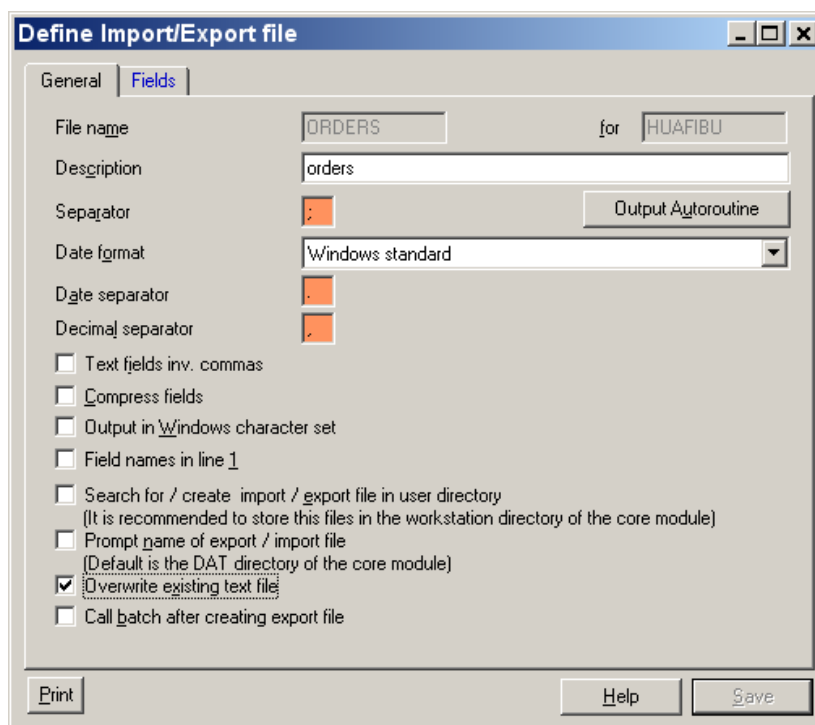 Define Import/Export file
General Fields
File name ORDERS for HUAFIBU
Description orders
Separator ; Output Autoroutine
Date format Windows standard
Date separator .
Decimal separator ,
Text fields inv. commas
Compress fields
Output in Windows character set
Field names in line 1
Search for / create import / export file in user directory
(It is recommended to store this files in the workstation directory of the core module)
Prompt name of export / import file
(Default is the DAT directory of the core module)
Overwrite existing text file
Call batch after creating export file
Print Help Save